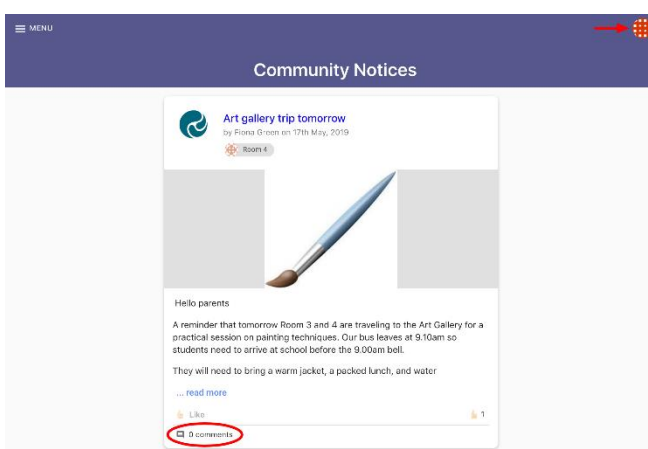 MENU
Community Notices
Art gallery trip tomorrow
by Fiona Green on 17th May, 2019
Room 4
Hello parents
A reminder that tomorrow Room 3 and 4 are traveling to the Art Gallery for a
practical session on painting techniques. Our bus leaves at 9.10am so
students need to arrive at school before the 9.00am bell.
They will need to bring a warm jacket, a packed lunch, and water
... read more
Like 1
0 comments